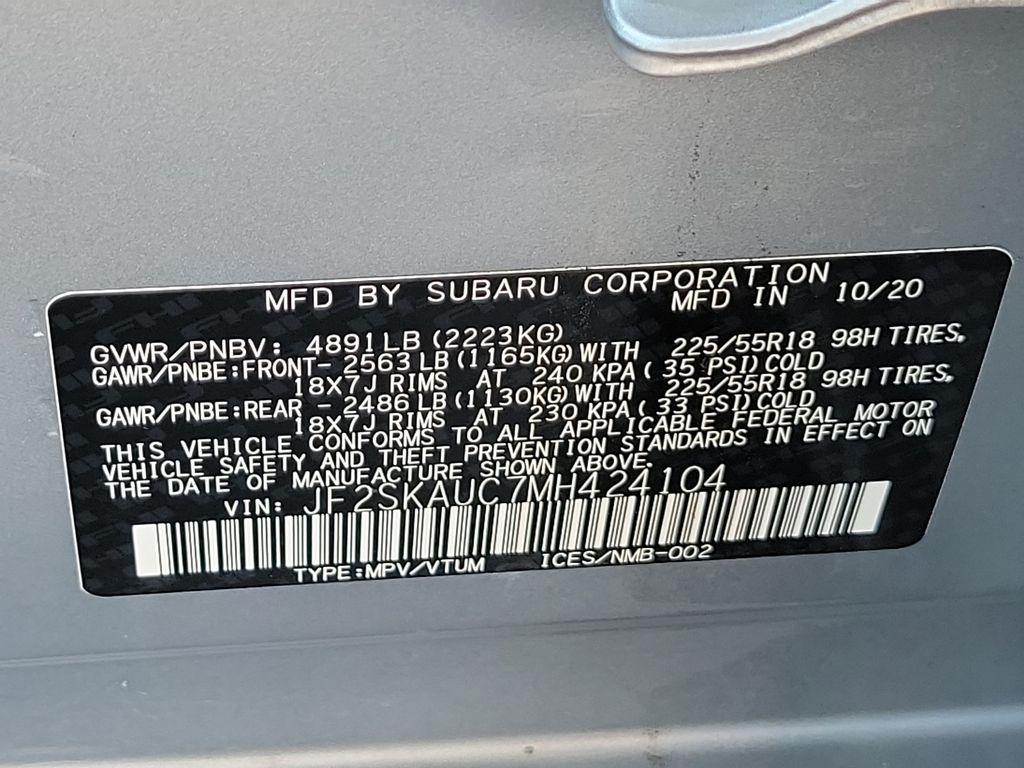 MFD BY SUBARU CORPORATION
MFD IN 10/20
GVWR/PNBV: 4891LB (2223KG)
GAWR/PNBE:FRONT- 2563 LB (1165KG) WITH 225/55R18 98H TIRES,
18X7J RIMS AT 240 KPA ( 35 PSI) COLD
GAWR/PNBE:REAR - 2486 LB (1130KG) WITH 225/55R18 98H TIRES,
18X7J RIMS AT 230 KPA ( 33 PSI) COLD
THIS VEHICLE CONFORMS TO ALL APPLICABLE FEDERAL MOTOR
VEHICLE SAFETY AND THEFT PREVENTION STANDARDS IN EFFECT ON
THE DATE OF MANUFACTURE SHOWN ABOVE.
VIN: JF2SKAUC7MH424104
TYPE:MPV/VTUM ICES/NMB-002